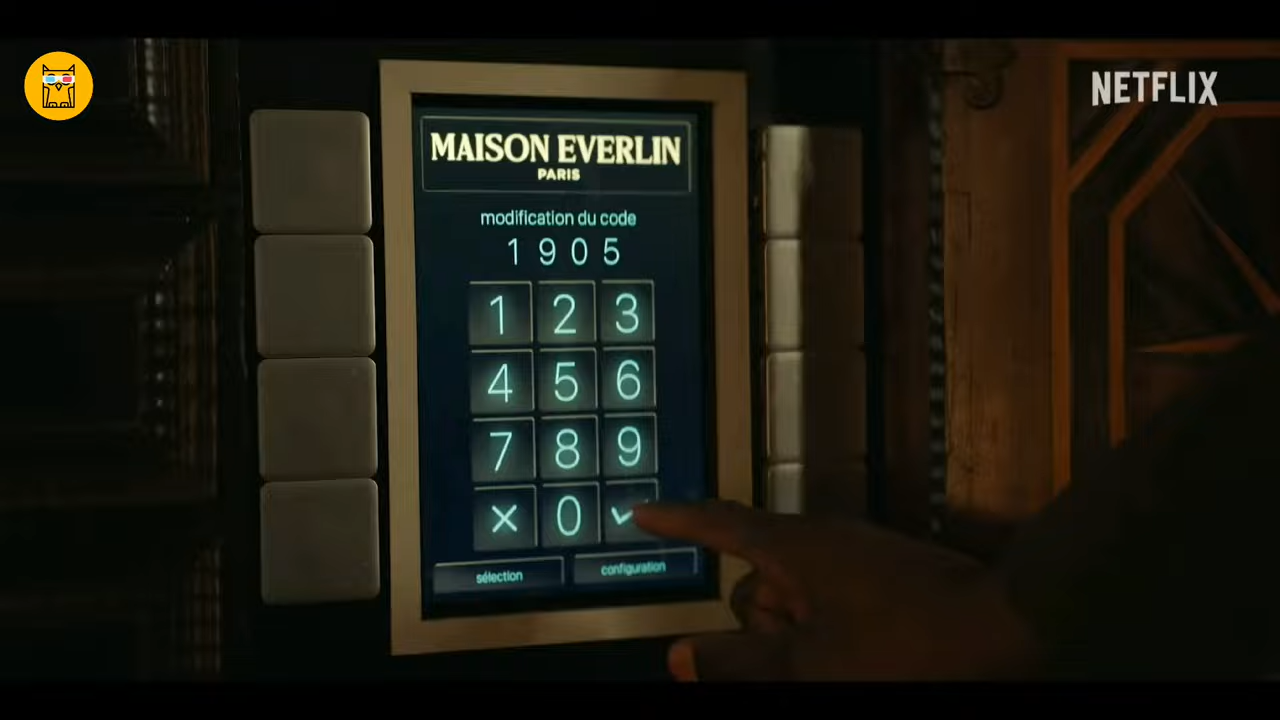 NETFLIX
MAISON EVERLIN
PARIS
modification du code
1905
1 2 3
4 5 6
7 8 9
× 0 ✓
sélection
configuration